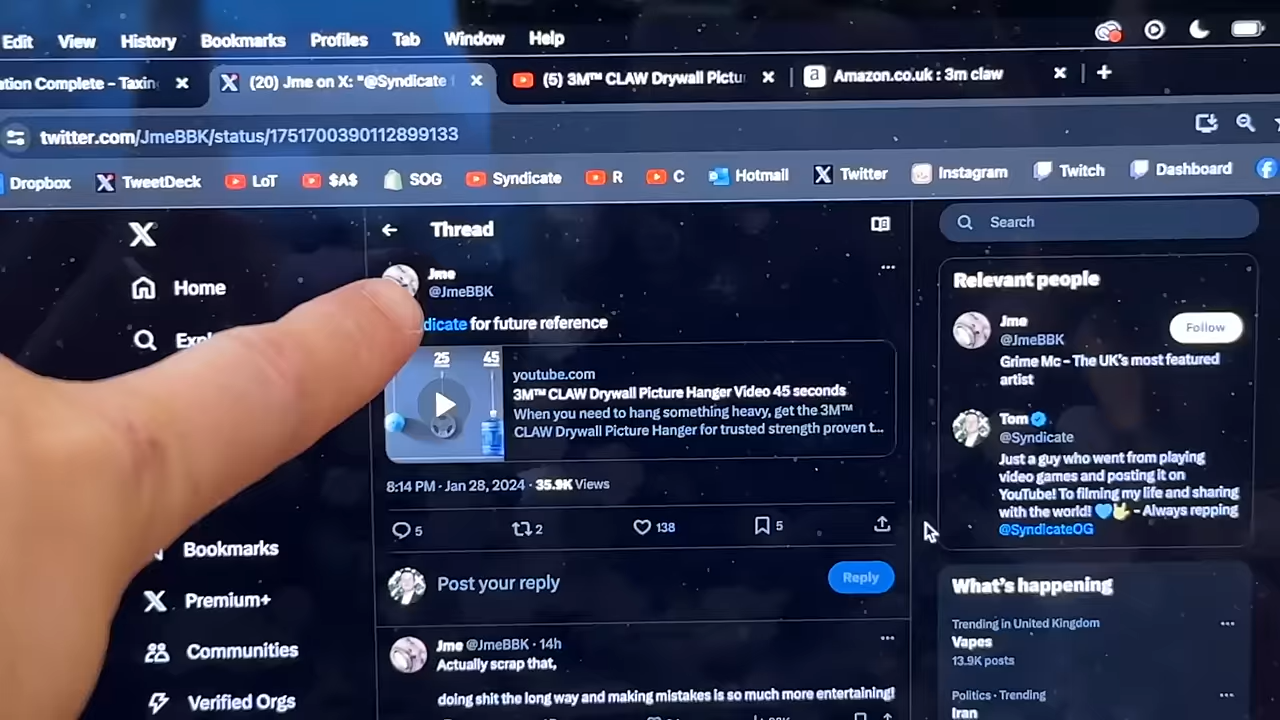 Edit View History Bookmarks Profiles Tab Window Help
ation Complete – Taxin
(20) Jme on X: "@Syndicate
(5) 3M™ CLAW Drywall Pictu
Amazon.co.uk : 3m claw
twitter.com/JmeBBK/status/1751700390112899133
Dropbox TweetDeck LoT $A$ SOG Syndicate R C Hotmail Twitter Instagram Twitch Dashboard
Home
Bookmarks
Premium+
Communities
Verified Orgs
Thread
Jme
@JmeBBK
dicate for future reference
25 45
youtube.com
3M™ CLAW Drywall Picture Hanger Video 45 seconds
When you need to hang something heavy, get the 3M™
CLAW Drywall Picture Hanger for trusted strength proven t...
8:14 PM · Jan 28, 2024 · 35.9K Views
5 2 138 5
Post your reply
Reply
Jme @JmeBBK · 14h
Actually scrap that,
doing shit the long way and making mistakes is so much more entertaining!
Search
Relevant people
Jme
@JmeBBK
Follow
Grime Mc – The UK's most featured
artist
Tom
@Syndicate
Just a guy who went from playing
video games and posting it on
YouTube! To filming my life and sharing
with the world! 💙🤟 – Always repping
@SyndicateOG
What's happening
Trending in United Kingdom
Vapes
13.9K posts
Politics · Trending
Iran